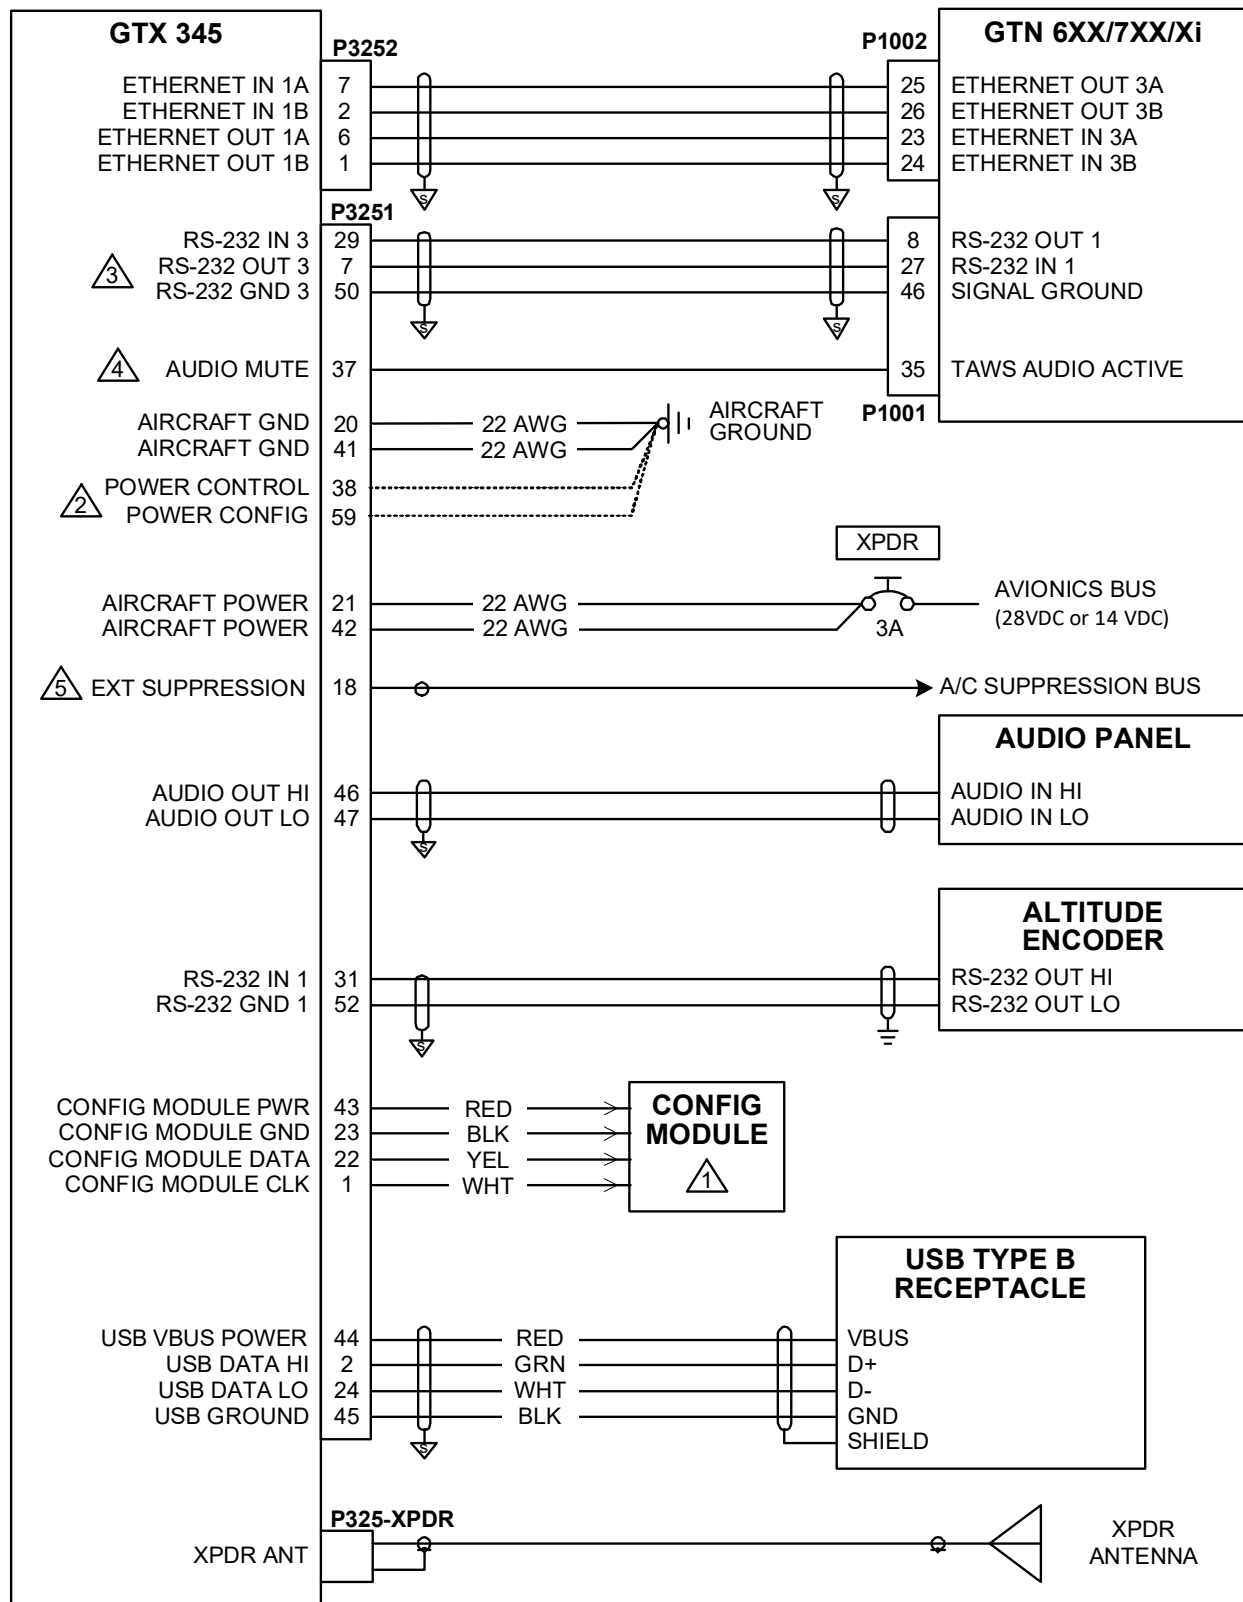 GTX 345
P3252
P1002
GTN 6XX/7XX/Xi
ETHERNET IN 1A 7 25 ETHERNET OUT 3A
ETHERNET IN 1B 2 26 ETHERNET OUT 3B
ETHERNET OUT 1A 6 23 ETHERNET IN 3A
ETHERNET OUT 1B 1 24 ETHERNET IN 3B
S S
P3251
RS-232 IN 3 29 8 RS-232 OUT 1
3 RS-232 OUT 3 7 27 RS-232 IN 1
RS-232 GND 3 50 46 SIGNAL GROUND
S S
4 AUDIO MUTE 37 35 TAWS AUDIO ACTIVE
P1001
AIRCRAFT GND 20 22 AWG
AIRCRAFT GND 41 22 AWG
AIRCRAFT
GROUND
2 POWER CONTROL 38
POWER CONFIG 59
XPDR
AIRCRAFT POWER 21 22 AWG
AIRCRAFT POWER 42 22 AWG
3A
AVIONICS BUS
(28VDC or 14 VDC)
5 EXT SUPPRESSION 18 A/C SUPPRESSION BUS
AUDIO PANEL
AUDIO OUT HI 46 AUDIO IN HI
AUDIO OUT LO 47 AUDIO IN LO
S
ALTITUDE
ENCODER
RS-232 IN 1 31 RS-232 OUT HI
RS-232 GND 1 52 RS-232 OUT LO
S
CONFIG MODULE PWR 43 RED
CONFIG MODULE GND 23 BLK
CONFIG MODULE DATA 22 YEL
CONFIG MODULE CLK 1 WHT
CONFIG
MODULE
1
USB TYPE B
RECEPTACLE
USB VBUS POWER 44 RED VBUS
USB DATA HI 2 GRN D+
USB DATA LO 24 WHT D-
USB GROUND 45 BLK GND
SHIELD
S
P325-XPDR
XPDR ANT
XPDR
ANTENNA